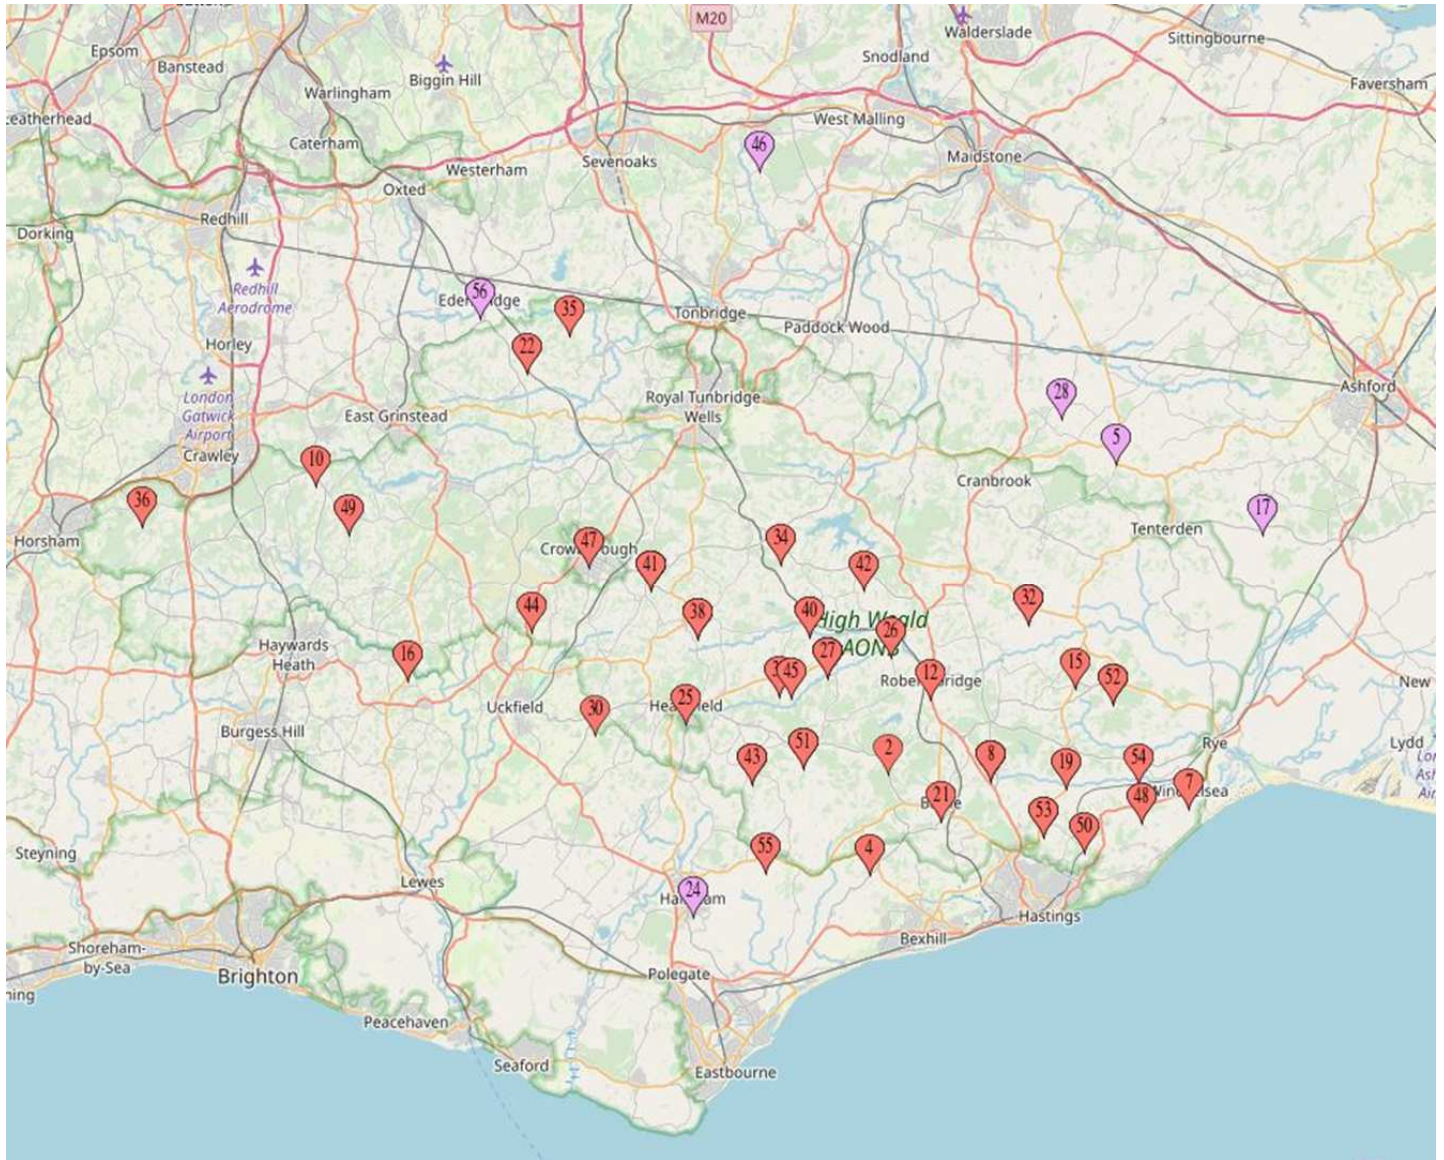 M20
Walderslade
Epsom
Banstead
Biggin Hill
Snodland
Sittingbourne
Warlingham
Faversham
Leatherhead
Caterham
West Malling
46
Sevenoaks
Maidstone
Westerham
Oxted
Redhill
Dorking
Redhill
Aerodrome
56
35
Tonbridge
Paddock Wood
Horley
22
Ashford
London
Gatwick
Airport
28
Royal Tunbridge
Wells
East Grinstead
5
Crawley
10
Cranbrook
36
49
17
Tenterden
Horsham
47
34
41
42
44
38
40
32
High Weald
AONB
26
Haywards
Heath
16
27
15
45
12
52
New
25
Uckfield
30
Burgess Hill
51
2
8
54
Rye
Lydd
43
19
7
21
48
53
50
Steyning
55
4
Lewes
24
Hastings
Bexhill
Shoreham-
by-Sea
Brighton
Polegate
Peacehaven
Seaford
Eastbourne